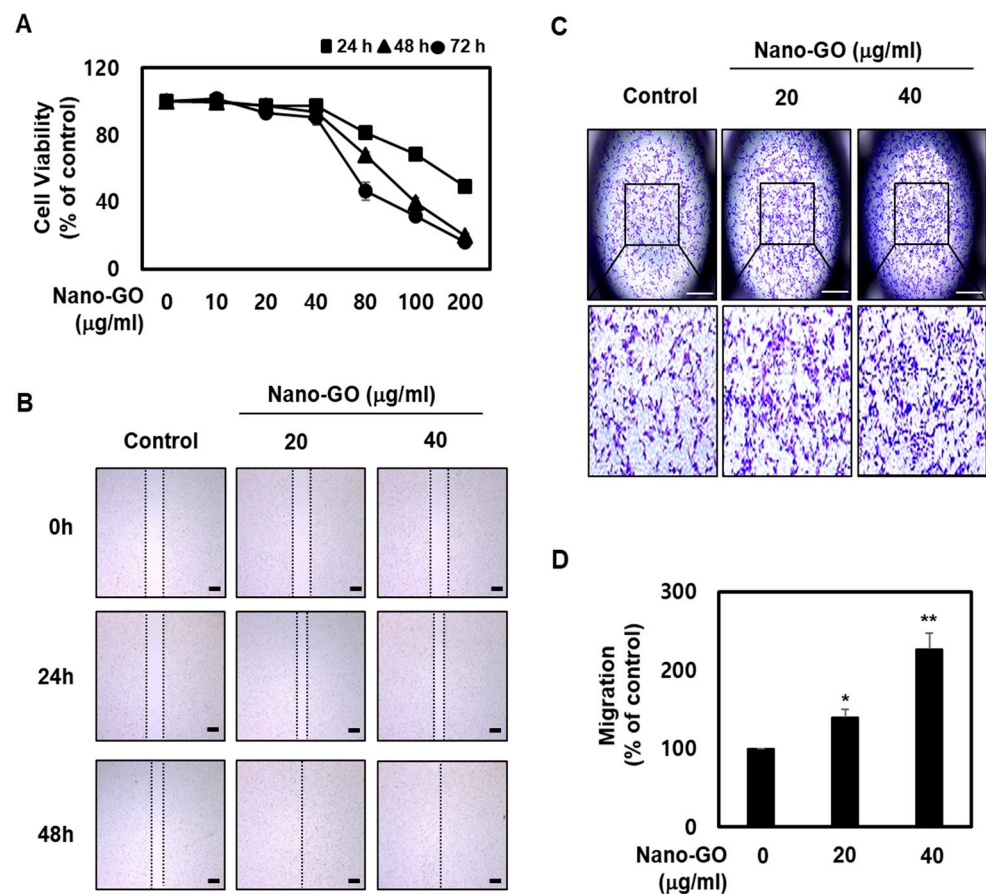 A
■ 24 h ▲ 48 h ● 72 h
120
80
40
0
Cell Viability
(% of control)
Nano-GO
(μg/ml)
0 10 20 40 80 100 200
B
Nano-GO (μg/ml)
Control 20 40
0h
24h
48h
C
Nano-GO (μg/ml)
Control 20 40
D
300
200
100
0
Migration
(% of control)
* **
Nano-GO
(μg/ml)
0 20 40